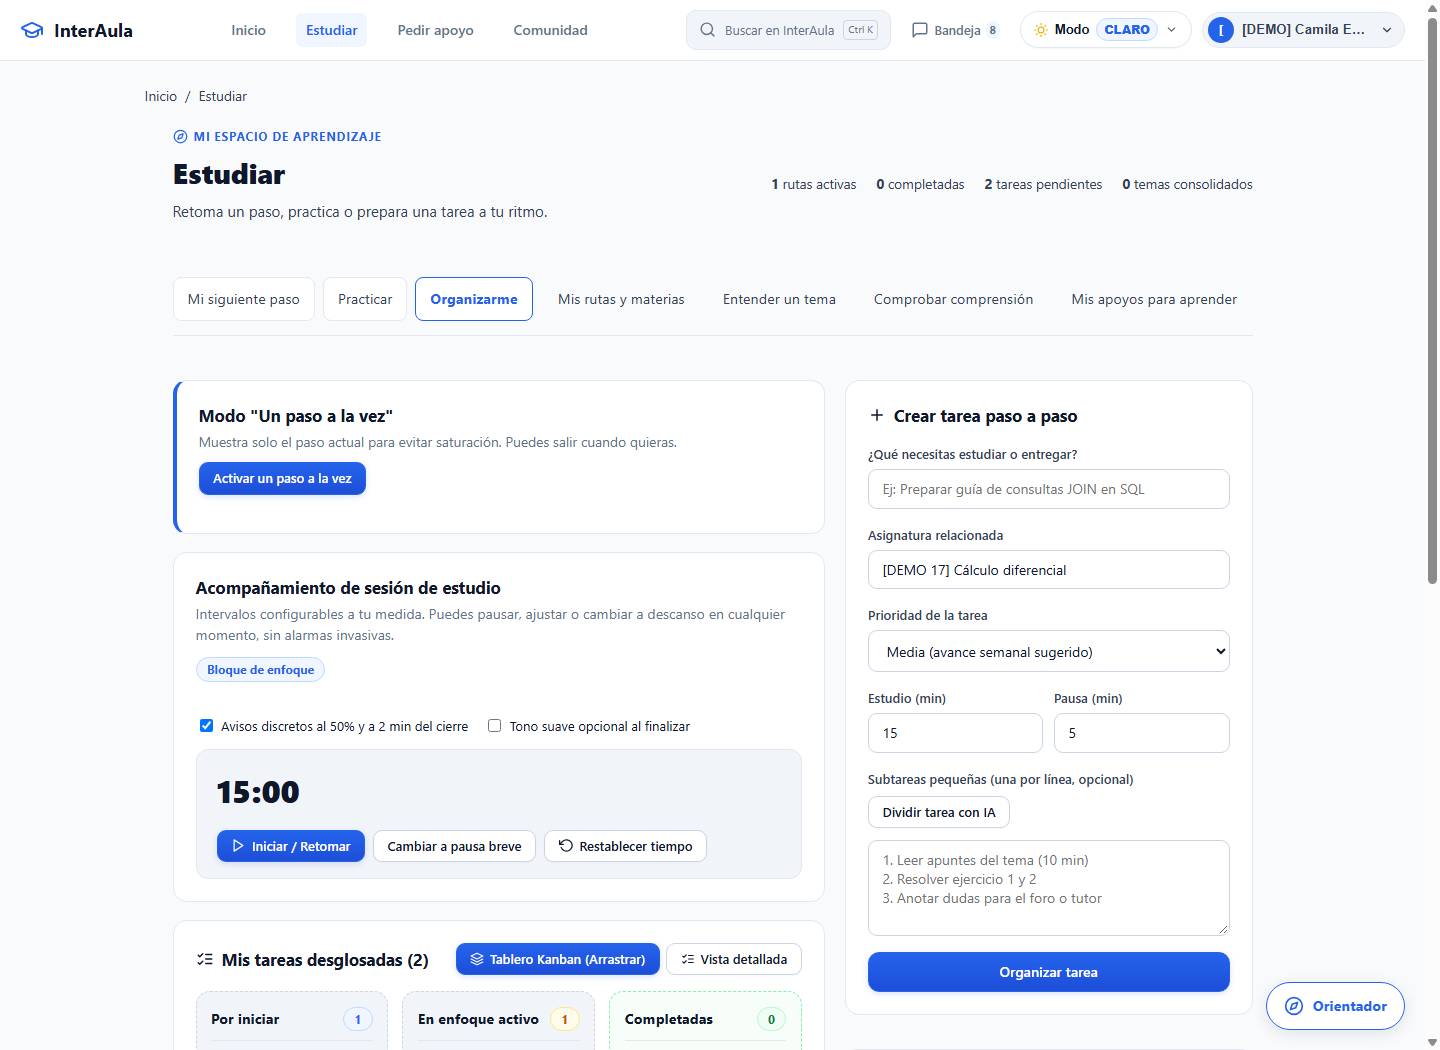 InterAula
Inicio
Estudiar
Pedir apoyo
Comunidad
Buscar en InterAula
Ctrl K
Bandeja 8
Modo CLARO
[
[DEMO] Camila E...
Inicio / Estudiar
MI ESPACIO DE APRENDIZAJE
Estudiar
Retoma un paso, practica o prepara una tarea a tu ritmo.
1 rutas activas
0 completadas
2 tareas pendientes
0 temas consolidados
Mi siguiente paso
Practicar
Organizarme
Mis rutas y materias
Entender un tema
Comprobar comprensión
Mis apoyos para aprender
Modo "Un paso a la vez"
Muestra solo el paso actual para evitar saturación. Puedes salir cuando quieras.
Activar un paso a la vez
Acompañamiento de sesión de estudio
Intervalos configurables a tu medida. Puedes pausar, ajustar o cambiar a descanso en cualquier
momento, sin alarmas invasivas.
Bloque de enfoque
Avisos discretos al 50% y a 2 min del cierre
Tono suave opcional al finalizar
15:00
Iniciar / Retomar
Cambiar a pausa breve
Restablecer tiempo
Mis tareas desglosadas (2)
Tablero Kanban (Arrastrar)
Vista detallada
Por iniciar 1
En enfoque activo 1
Completadas 0
Crear tarea paso a paso
¿Qué necesitas estudiar o entregar?
Ej: Preparar guía de consultas JOIN en SQL
Asignatura relacionada
[DEMO 17] Cálculo diferencial
Prioridad de la tarea
Media (avance semanal sugerido)
Estudio (min)
Pausa (min)
15
5
Subtareas pequeñas (una por línea, opcional)
Dividir tarea con IA
1. Leer apuntes del tema (10 min)
2. Resolver ejercicio 1 y 2
3. Anotar dudas para el foro o tutor
Organizar tarea
Orientador